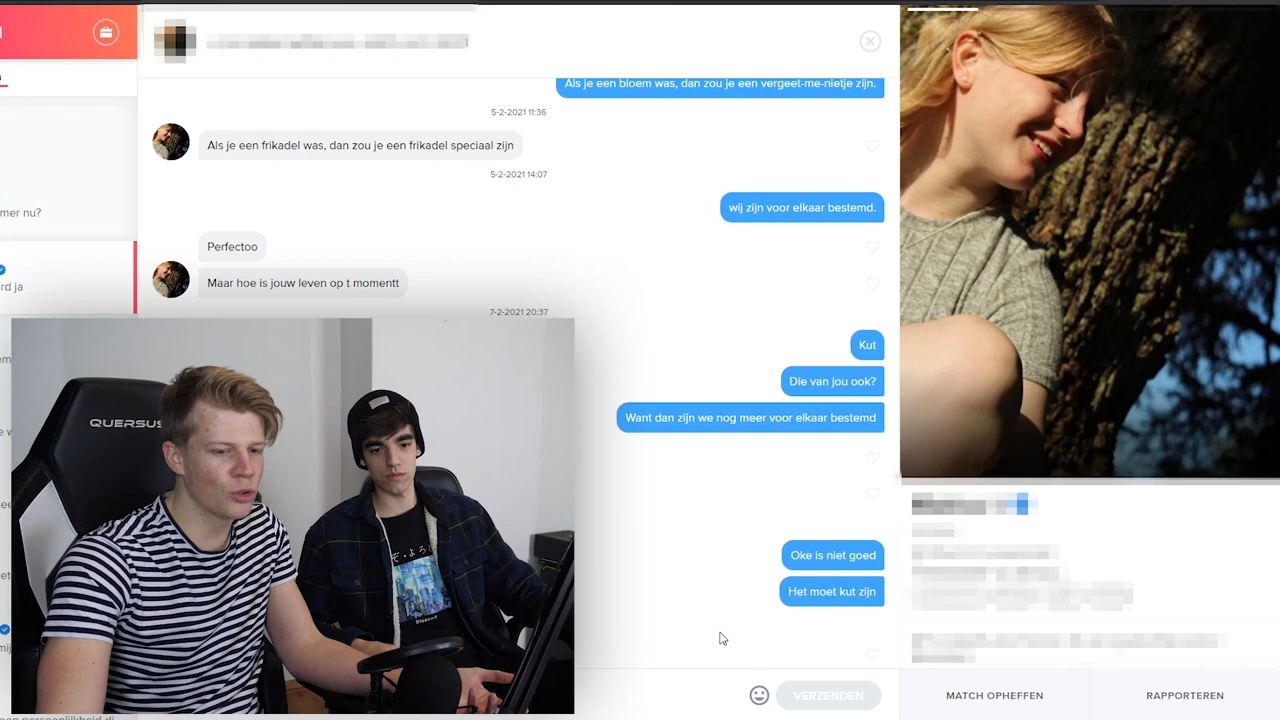 Als je een bloem was, dan zou je een vergeet-me-nietje zijn.
5-2-2021 11:36
Als je een frikadel was, dan zou je een frikadel speciaal zijn
5-2-2021 14:07
mer nu?
wij zijn voor elkaar bestemd.
Perfectoo
rd ja
Maar hoe is jouw leven op t momentt
7-2-2021 20:37
Kut
Die van jou ook?
Want dan zijn we nog meer voor elkaar bestemd
QUERSUS
Oke is niet goed
Het moet kut zijn
Blessed
VERZENDEN
MATCH OPHEFFEN
RAPPORTEREN